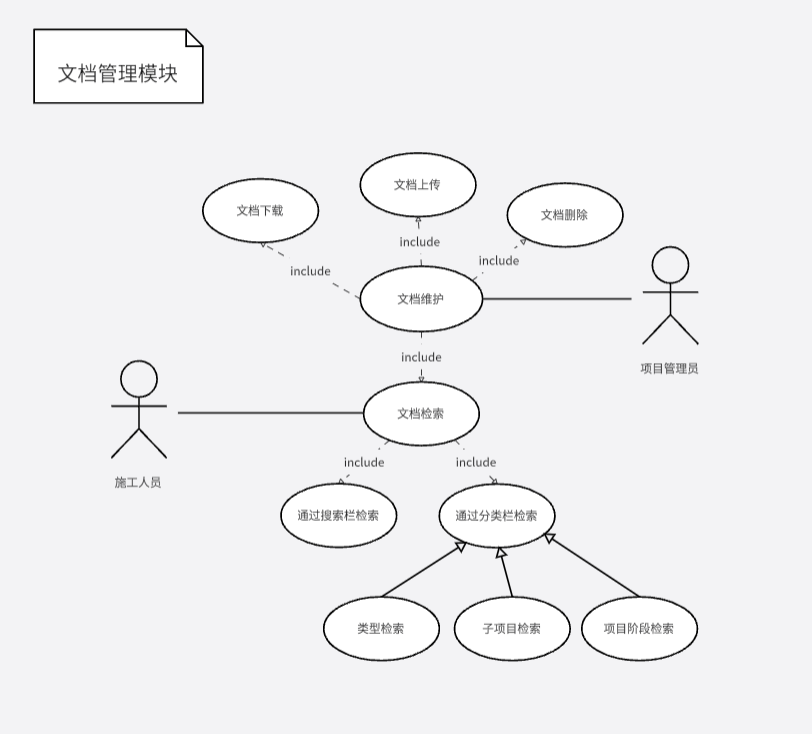 文档管理模块
文档上传
文档下载
文档删除
include
include
include
文档维护
include
项目管理员
文档检索
施工人员
include
include
通过搜索栏检索
通过分类栏检索
类型检索
子项目检索
项目阶段检索